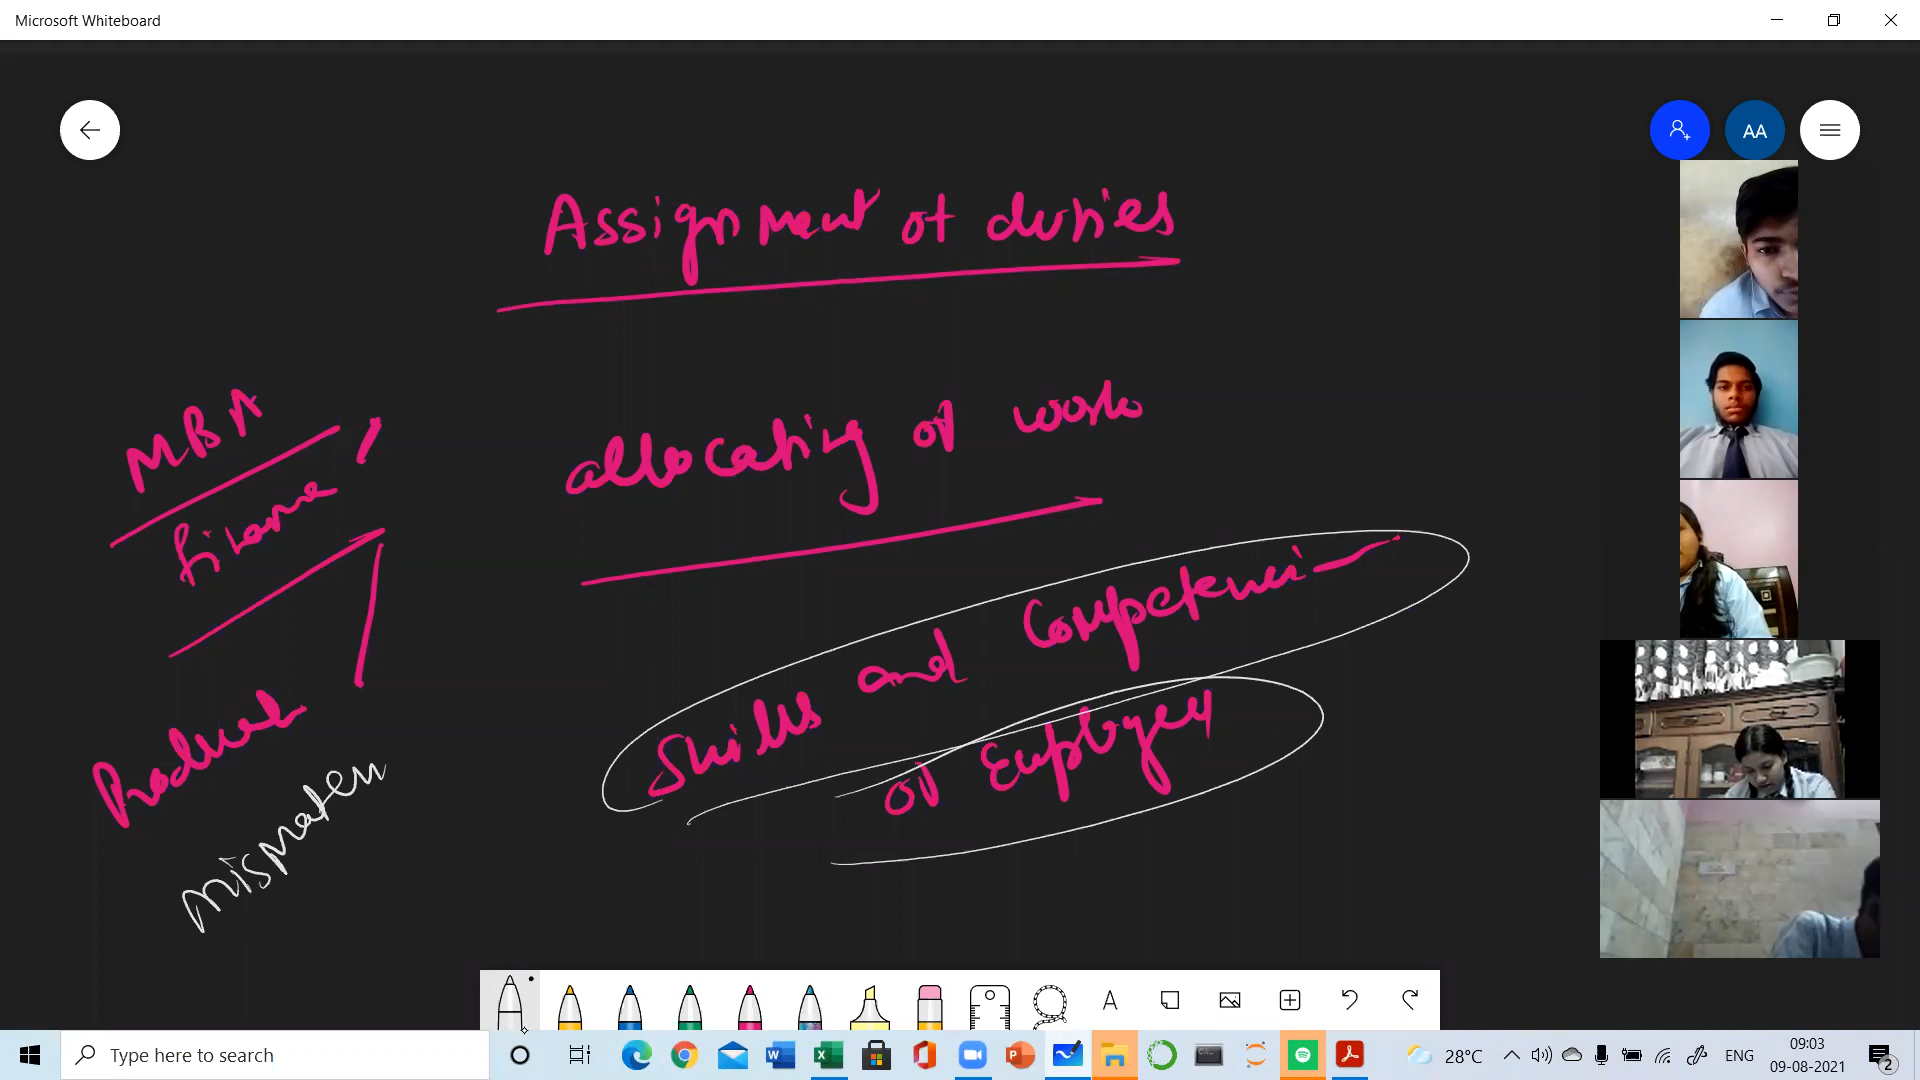 Microsoft Whiteboard
AA
Assignment of duties
allocating of work
MBA
finance
Skills and Competencies
of Employees
Product
mismatch
A
Type here to search
28°C
ENG
09:03
09-08-2021
2